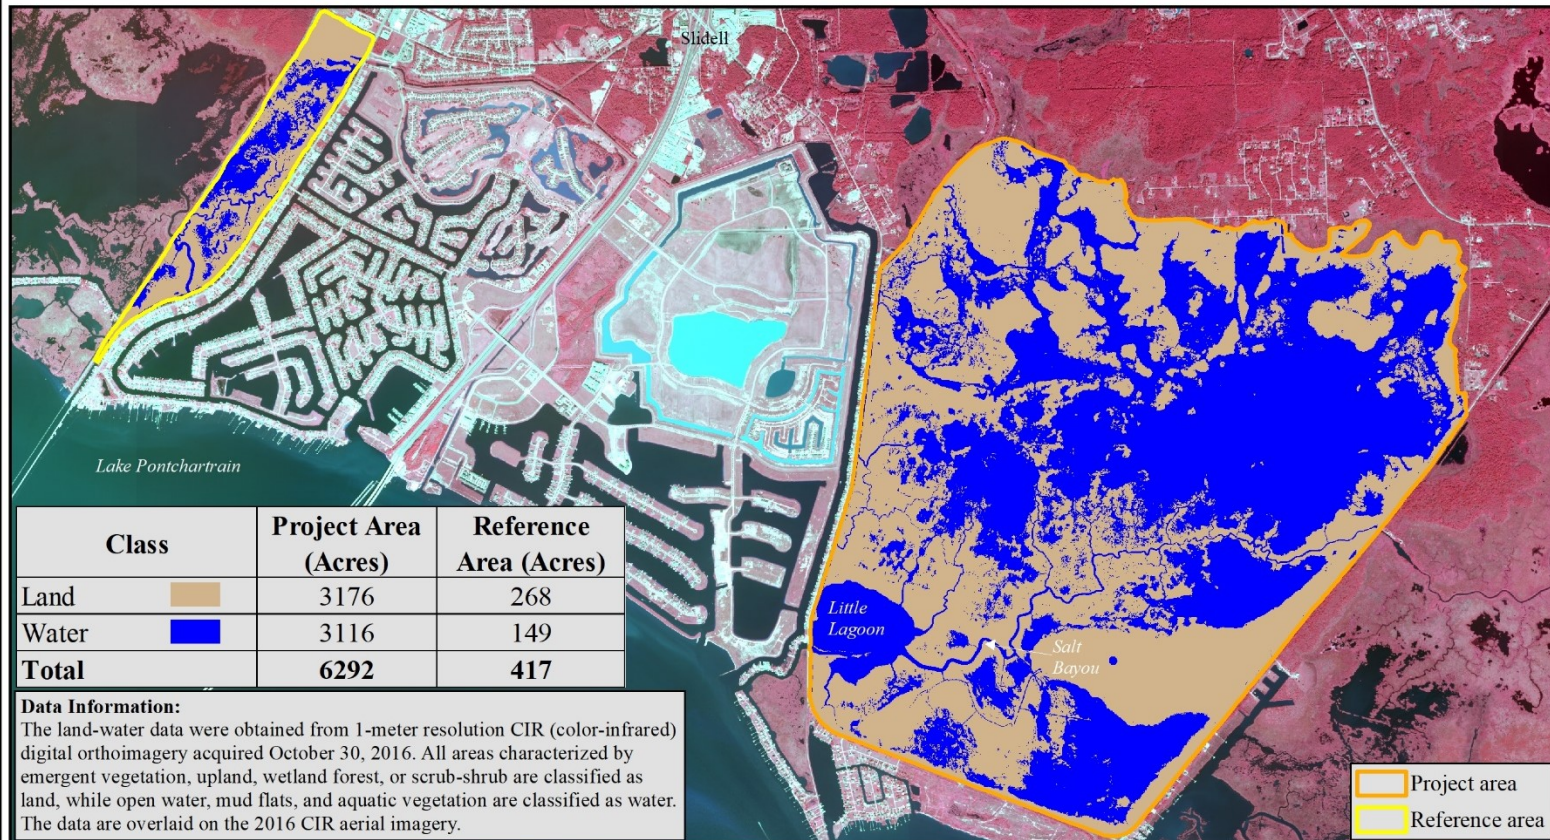 Slidell
Lake Pontchartrain
Little
Lagoon
Salt
Bayou
Class Project Area (Acres) Reference Area (Acres)
Land 3176 268
Water 3116 149
Total 6292 417
Data Information:
The land-water data were obtained from 1-meter resolution CIR (color-infrared)
digital orthoimagery acquired October 30, 2016. All areas characterized by
emergent vegetation, upland, wetland forest, or scrub-shrub are classified as
land, while open water, mud flats, and aquatic vegetation are classified as water.
The data are overlaid on the 2016 CIR aerial imagery.
Project area
Reference area